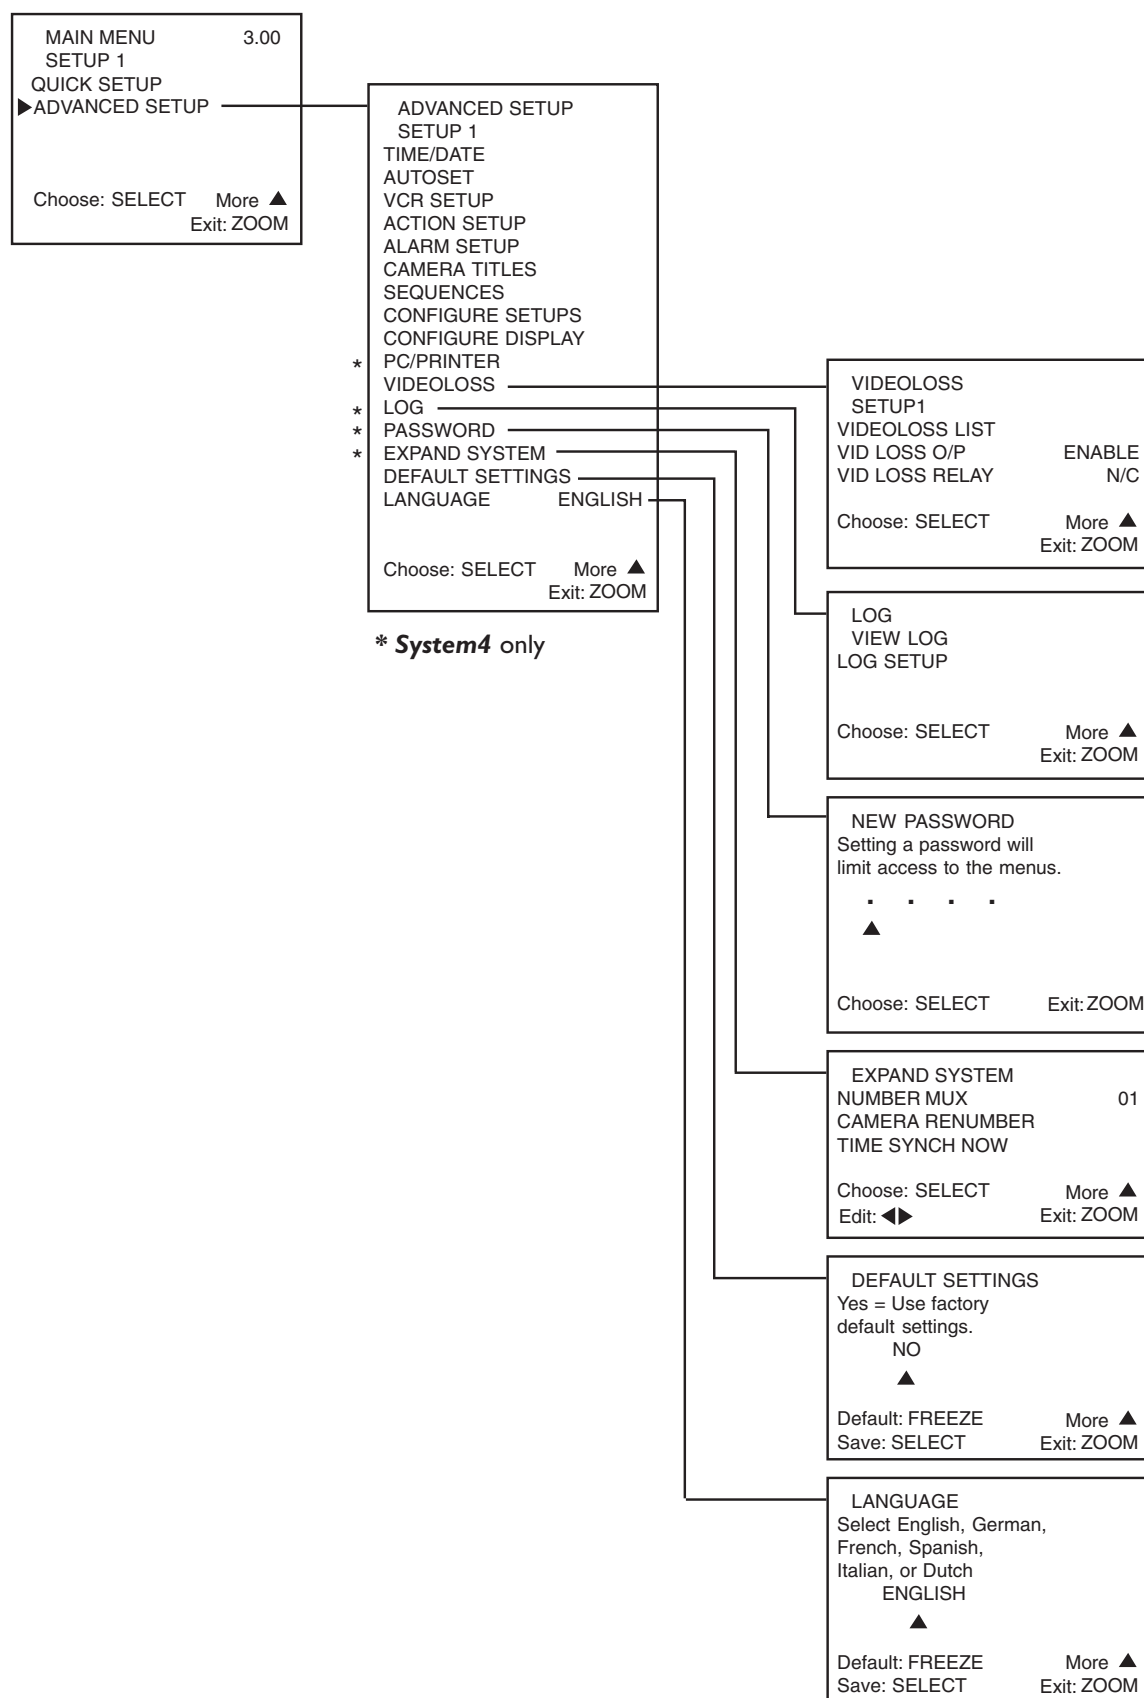 MAIN MENU 3.00
SETUP 1
QUICK SETUP
▶ADVANCED SETUP
Choose: SELECT More ▲
Exit: ZOOM
ADVANCED SETUP
SETUP 1
TIME/DATE
AUTOSET
VCR SETUP
ACTION SETUP
ALARM SETUP
CAMERA TITLES
SEQUENCES
CONFIGURE SETUPS
CONFIGURE DISPLAY
* PC/PRINTER
VIDEOLOSS
* LOG
* PASSWORD
* EXPAND SYSTEM
DEFAULT SETTINGS
LANGUAGE ENGLISH
Choose: SELECT More ▲
Exit: ZOOM
* System4 only
VIDEOLOSS
SETUP1
VIDEOLOSS LIST
VID LOSS O/P ENABLE
VID LOSS RELAY N/C
Choose: SELECT More ▲
Exit: ZOOM
LOG
VIEW LOG
LOG SETUP
Choose: SELECT More ▲
Exit: ZOOM
NEW PASSWORD
Setting a password will
limit access to the menus.
. . . .
▲
Choose: SELECT Exit: ZOOM
EXPAND SYSTEM
NUMBER MUX 01
CAMERA RENUMBER
TIME SYNCH NOW
Choose: SELECT More ▲
Edit: ◀▶ Exit: ZOOM
DEFAULT SETTINGS
Yes = Use factory
default settings.
NO
▲
Default: FREEZE More ▲
Save: SELECT Exit: ZOOM
LANGUAGE
Select English, German,
French, Spanish,
Italian, or Dutch
ENGLISH
▲
Default: FREEZE More ▲
Save: SELECT Exit: ZOOM